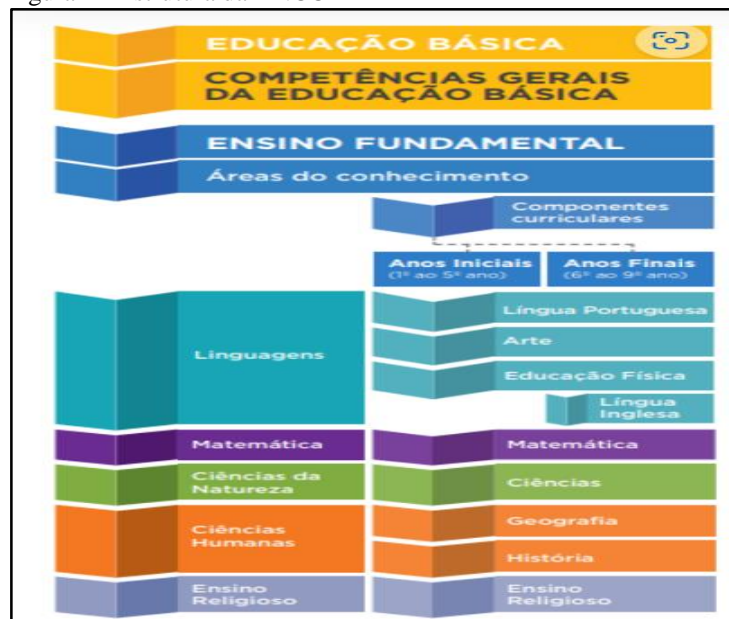 EDUCAÇÃO BÁSICA
COMPETÊNCIAS GERAIS
DA EDUCAÇÃO BÁSICA
ENSINO FUNDAMENTAL
Áreas do conhecimento
Componentes
curriculares
Anos Iniciais
(1º ao 5º ano)
Anos Finais
(6º ao 9º ano)
Linguagens
Língua Portuguesa
Arte
Educação Física
Língua
Inglesa
Matemática
Matemática
Ciências da
Natureza
Ciências
Ciências
Humanas
Geografia
História
Ensino
Religioso
Ensino
Religioso